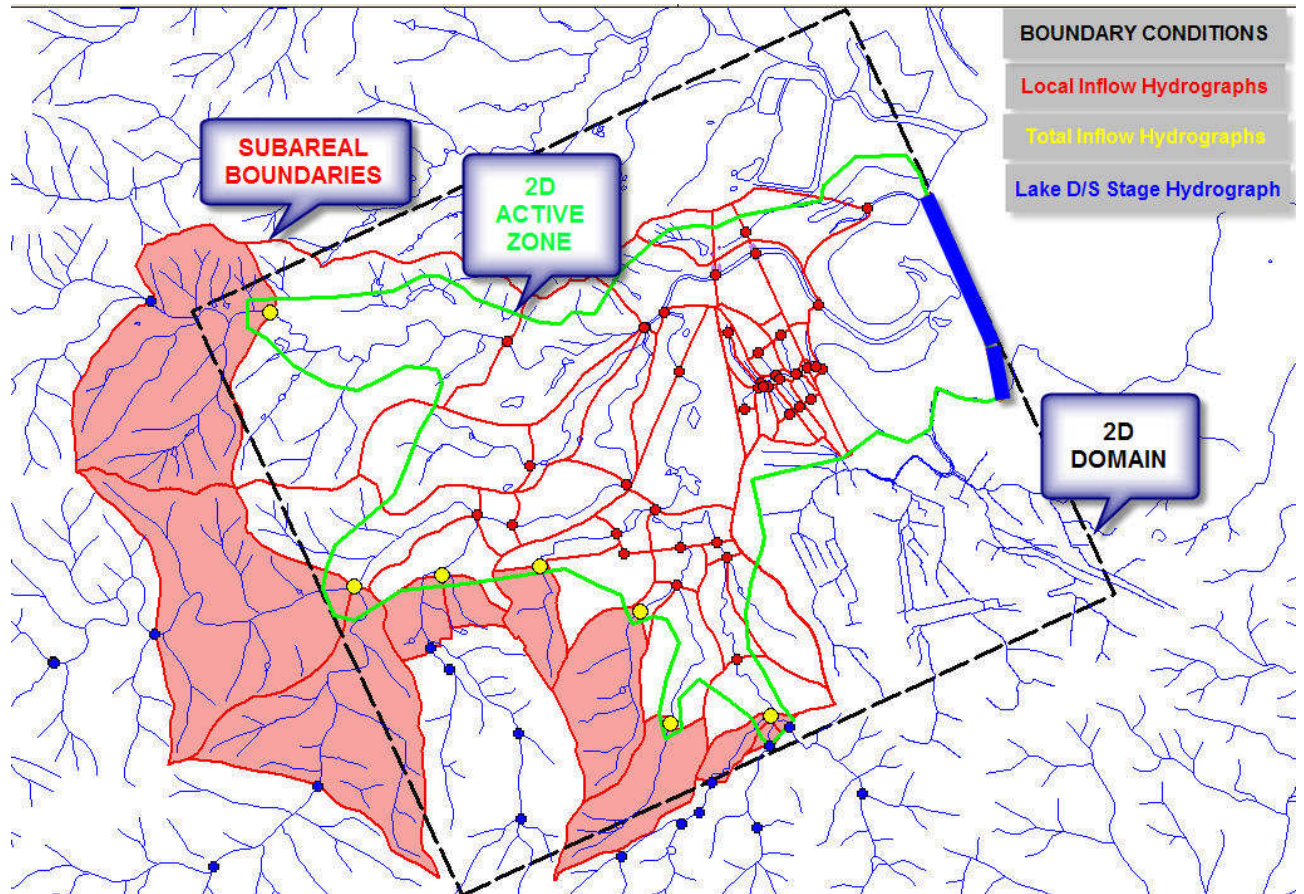 BOUNDARY CONDITIONS
Local Inflow Hydrographs
Total Inflow Hydrographs
Lake D/S Stage Hydrograph
SUBAREAL
BOUNDARIES
2D
ACTIVE
ZONE
2D
DOMAIN